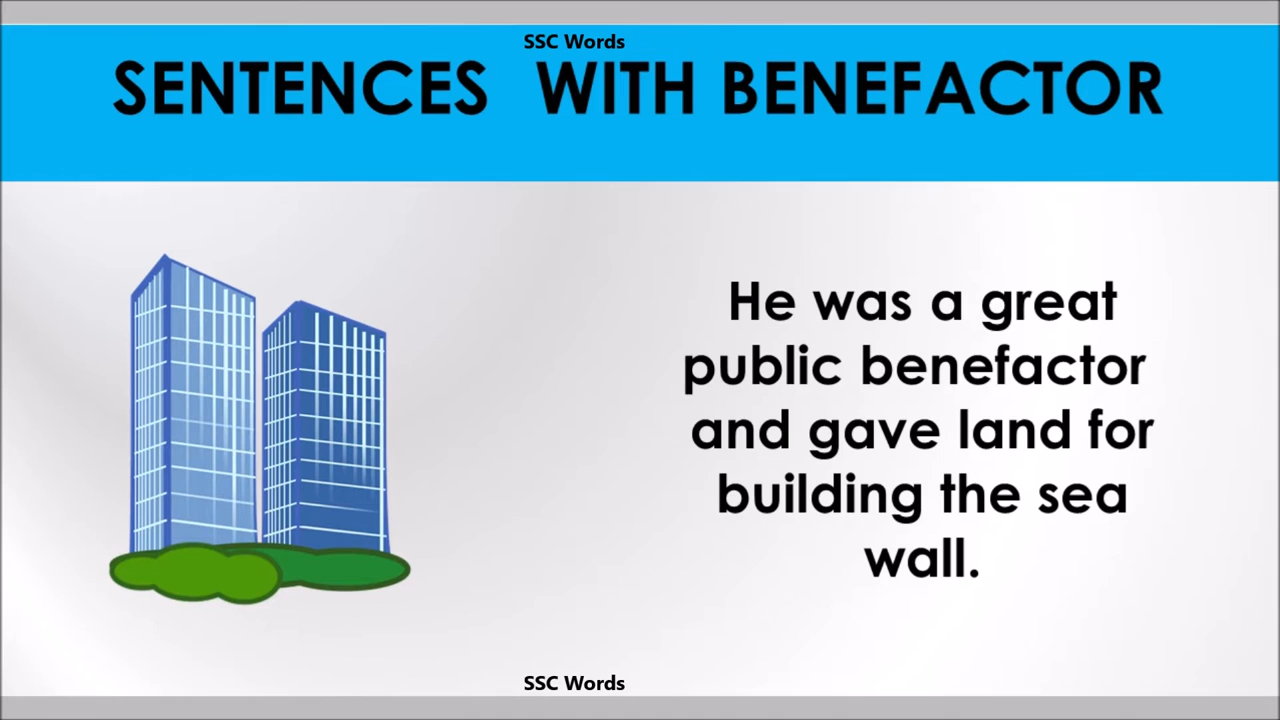 SSC Words
SENTENCES WITH BENEFACTOR
He was a great
public benefactor
and gave land for
building the sea
wall.
SSC Words